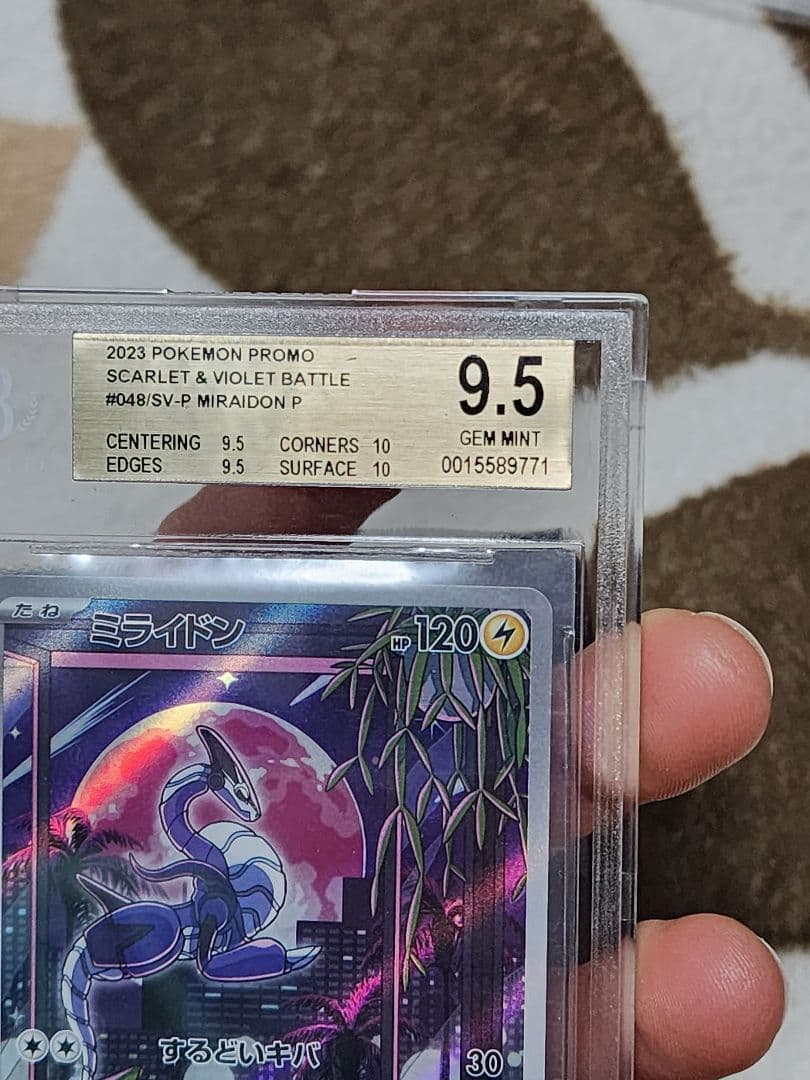 2023 POKEMON PROMO
SCARLET & VIOLET BATTLE
#048/SV-P MIRAIDON P
9.5
GEM MINT
CENTERING 9.5 CORNERS 10
EDGES 9.5 SURFACE 10
0015589771
たね
ミライドン
HP 120
するどいキバ 30